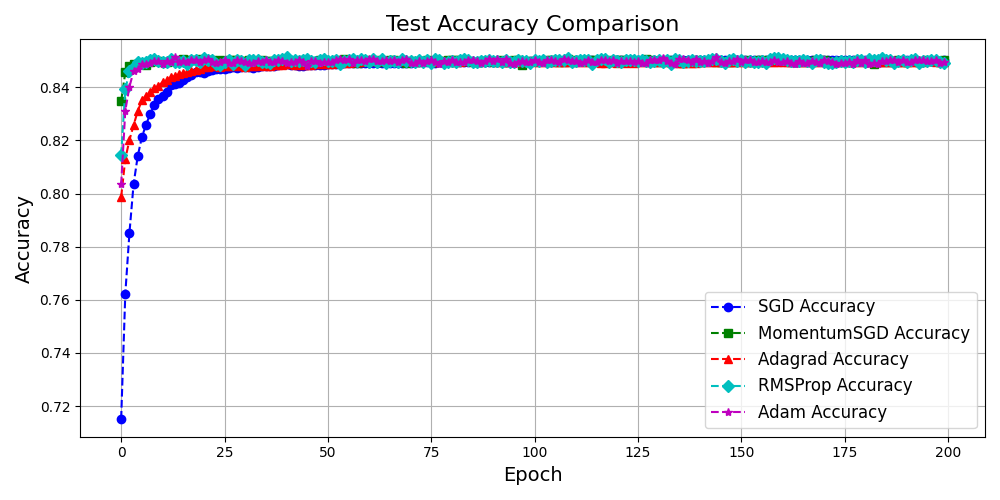 Test Accuracy Comparison
Accuracy
0.84
0.82
0.80
0.78
0.76
0.74
0.72
SGD Accuracy
MomentumSGD Accuracy
Adagrad Accuracy
RMSProp Accuracy
Adam Accuracy
0 25 50 75 100 125 150 175 200
Epoch